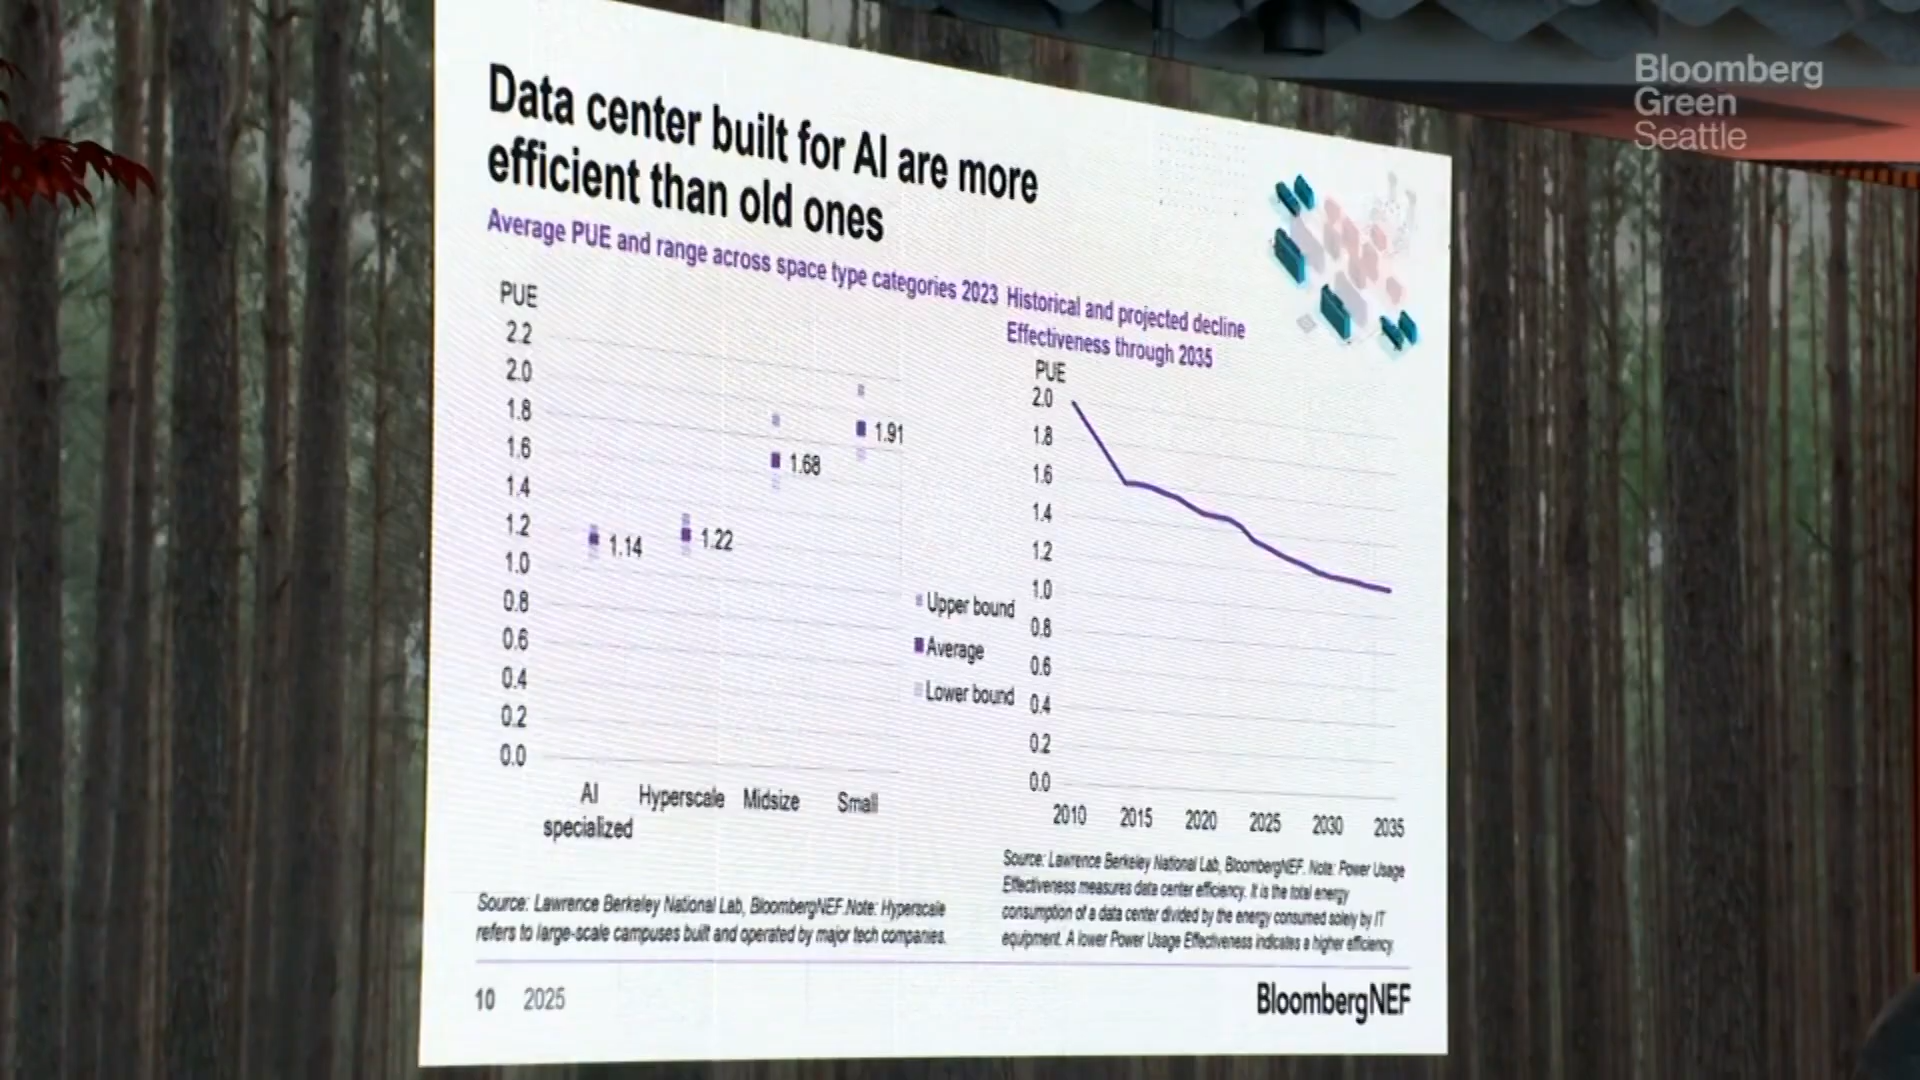 Bloomberg
Green
Seattle
Data center built for AI are more
efficient than old ones
Average PUE and range across space type categories 2023
PUE
2.2
2.0
1.8
1.6
1.4
1.2
1.0
0.8
0.6
0.4
0.2
0.0
1.14
1.22
1.68
1.91
AI
specialized
Hyperscale
Midsize
Small
Upper bound
Average
Lower bound
Source: Lawrence Berkeley National Lab, BloombergNEF.Note: Hyperscale
refers to large-scale campuses built and operated by major tech companies.
Historical and projected decline
Effectiveness through 2035
PUE
2.0
1.8
1.6
1.4
1.2
1.0
0.8
0.6
0.4
0.2
0.0
2010 2015 2020 2025 2030 2035
Source: Lawrence Berkeley National Lab, BloombergNEF. Note: Power Usage
Effectiveness measures data center efficiency. It is the total energy
consumption of a data center divided by the energy consumed solely by IT
equipment. A lower Power Usage Effectiveness indicates a higher efficiency.
10 2025
BloombergNEF